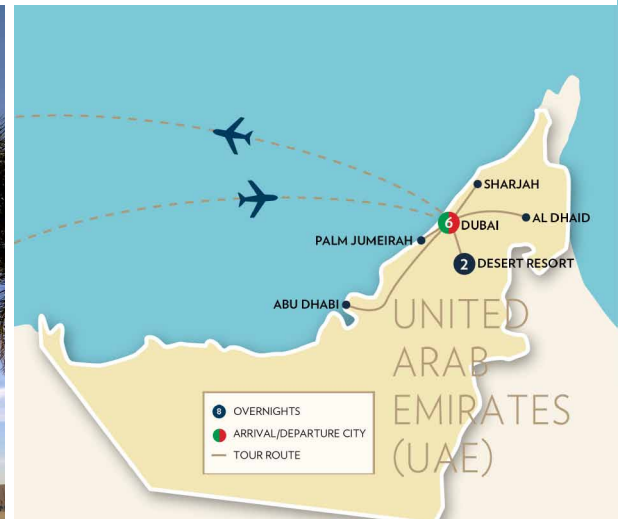 SHARJAH
6 DUBAI
AL DHAID
PALM JUMEIRAH
2 DESERT RESORT
ABU DHABI
UNITED
ARAB
EMIRATES
(UAE)
8 OVERNIGHTS
ARRIVAL/DEPARTURE CITY
TOUR ROUTE